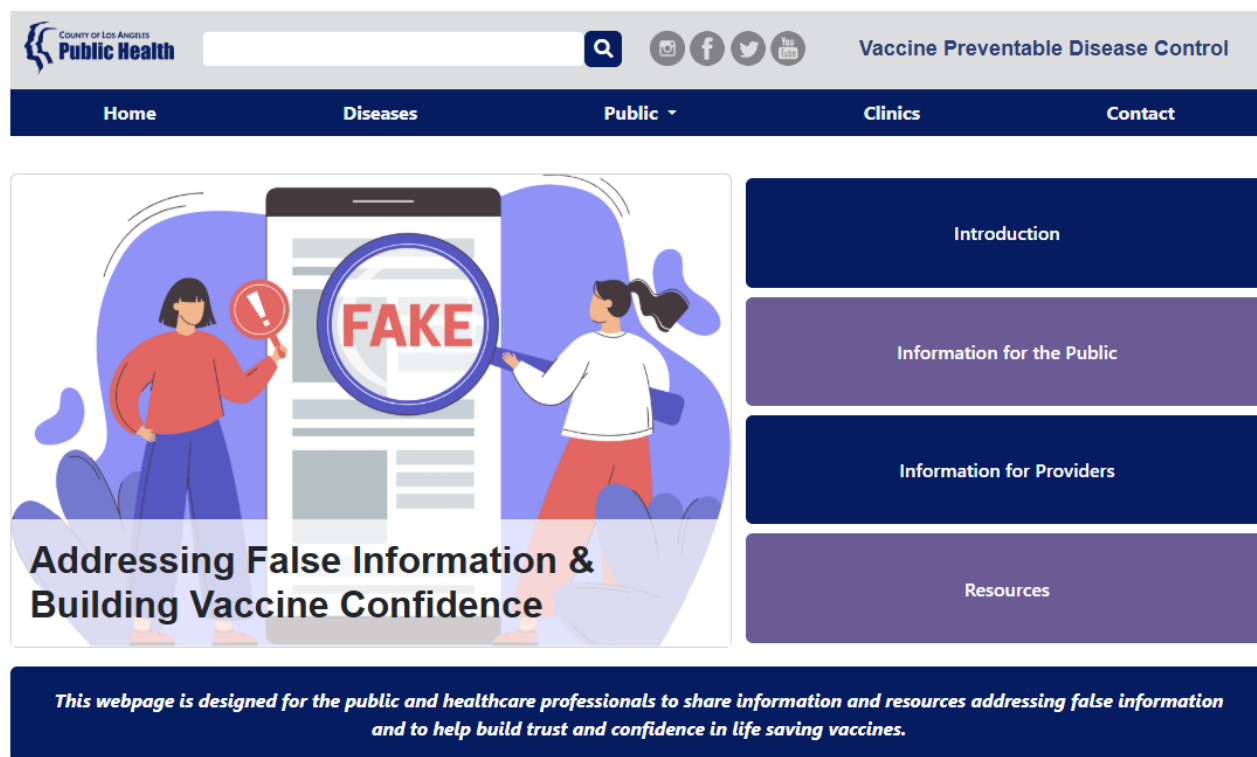 COUNTY OF LOS ANGELES
Public Health
You
Tube
Vaccine Preventable Disease Control
Home
Diseases
Public
Clinics
Contact
FAKE
!
Addressing False Information &
Building Vaccine Confidence
Introduction
Information for the Public
Information for Providers
Resources
This webpage is designed for the public and healthcare professionals to share information and resources addressing false information
and to help build trust and confidence in life saving vaccines.